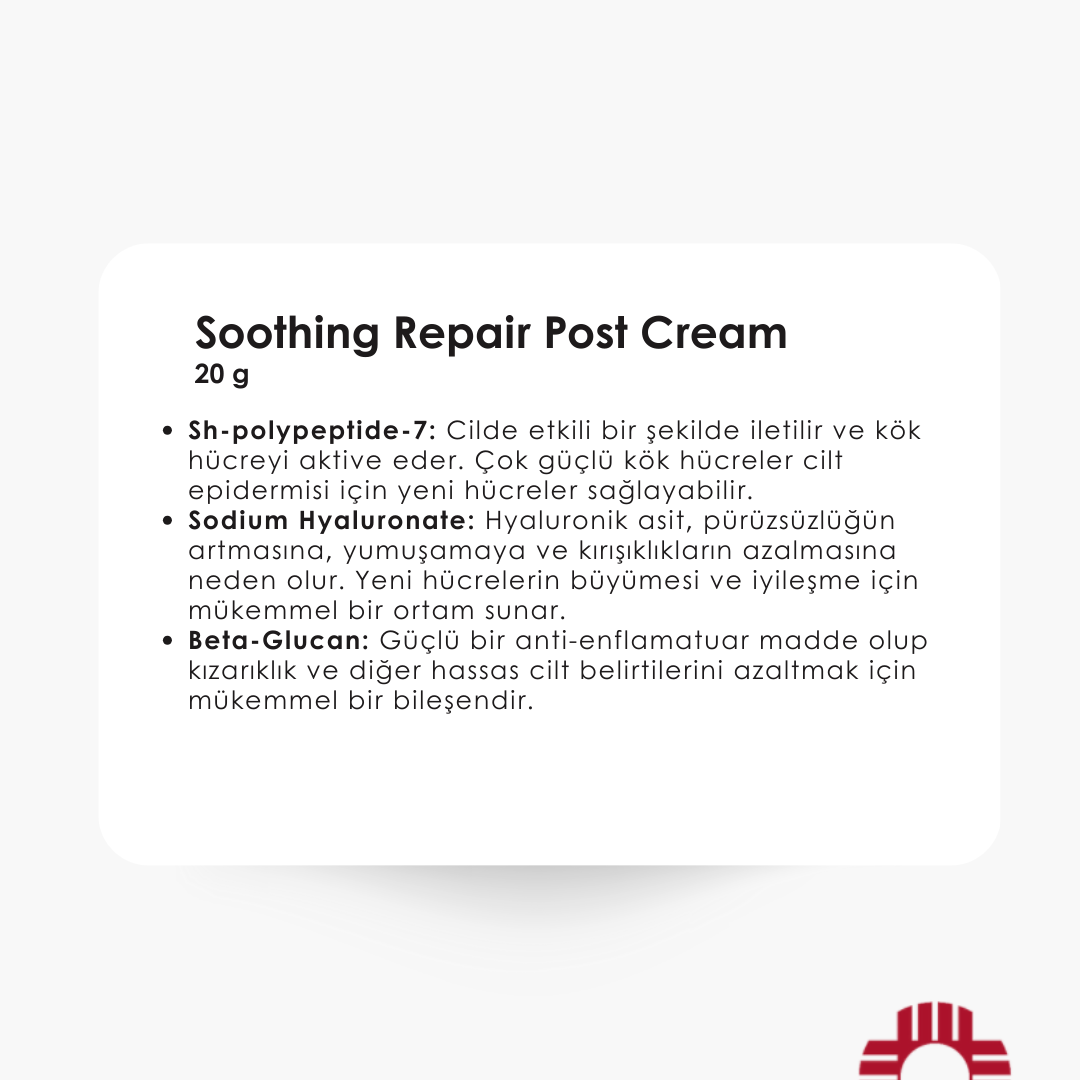 Soothing Repair Post Cream
20 g
• Sh-polypeptide-7: Cilde etkili bir şekilde iletilir ve kök
hücreyi aktive eder. Çok güçlü kök hücreler cilt
epidermisi için yeni hücreler sağlayabilir.
• Sodium Hyaluronate: Hyaluronik asit, pürüzsüzlüğün
artmasına, yumuşamaya ve kırışıklıkların azalmasına
neden olur. Yeni hücrelerin büyümesi ve iyileşme için
mükemmel bir ortam sunar.
• Beta-Glucan: Güçlü bir anti-enflamatuar madde olup
kızarıklık ve diğer hassas cilt belirtilerini azaltmak için
mükemmel bir bileşendir.